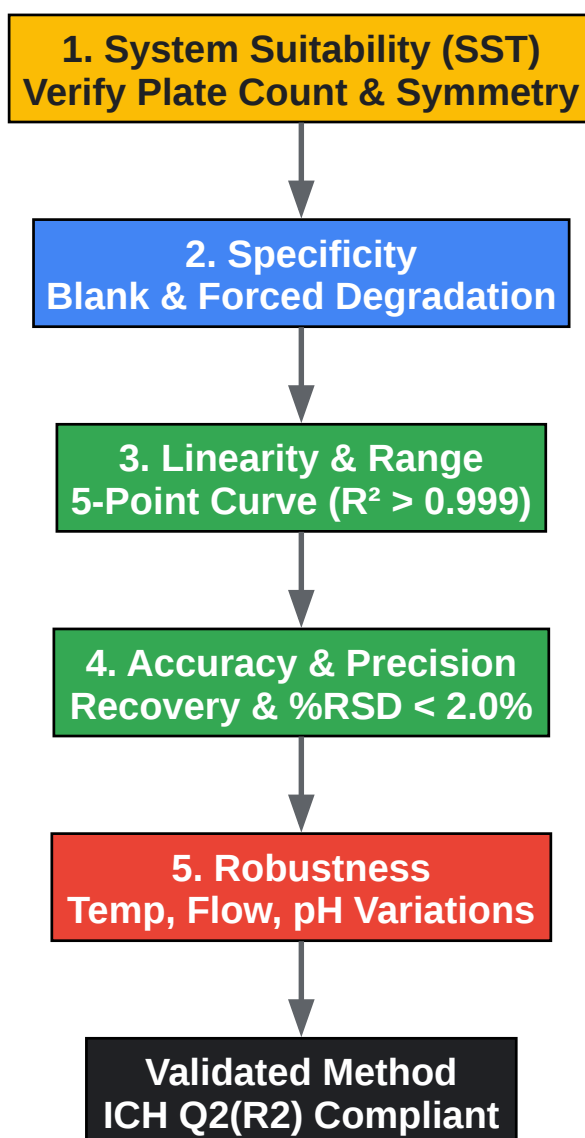 1. System Suitability (SST)
Verify Plate Count & Symmetry
2. Specificity
Blank & Forced Degradation
3. Linearity & Range
5-Point Curve (R² > 0.999)
4. Accuracy & Precision
Recovery & %RSD < 2.0%
5. Robustness
Temp, Flow, pH Variations
Validated Method
ICH Q2(R2) Compliant